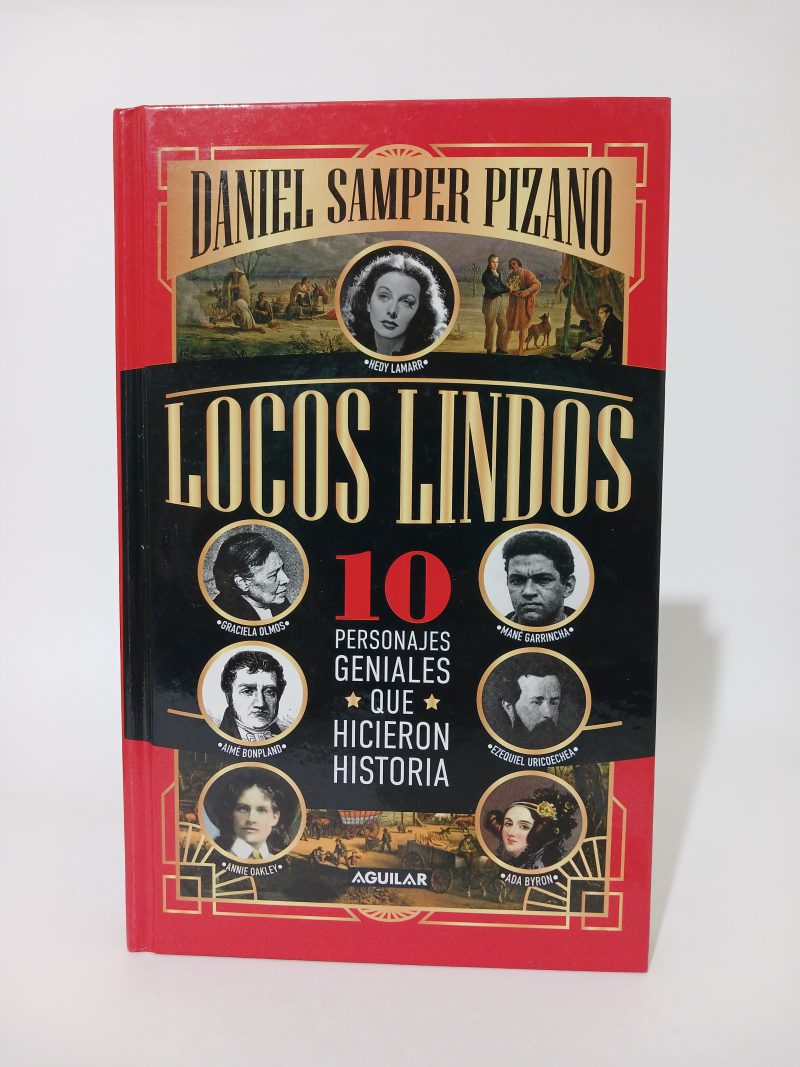 DANIEL SAMPER PIZANO
•HEDY LAMARR•
LOCOS LINDOS
10
PERSONAJES
GENIALES
QUE
HICIERON
HISTORIA
•GRACIELA OLMOS•
•MANÉ GARRINCHA•
•AIMÉ BONPLAND•
•EZEQUIEL URICOECHEA•
•ANNIE OAKLEY•
•ADA BYRON•
AGUILAR